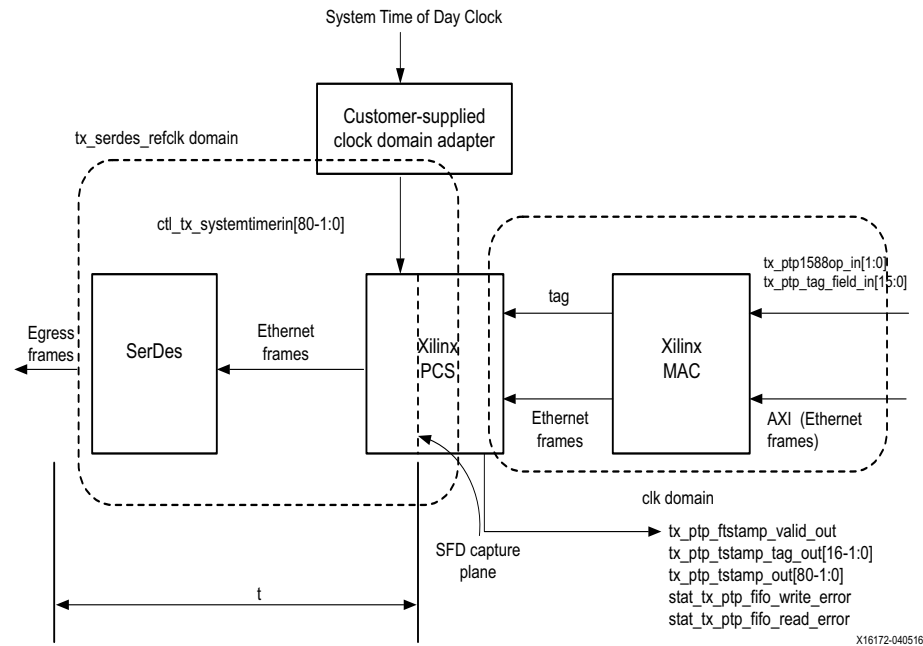 System Time of Day Clock
Customer-supplied
clock domain adapter
tx_serdes_refclk domain
ctl_tx_systemtimerin[80-1:0]
tx_ptp1588op_in[1:0]
tx_ptp_tag_field_in[15:0]
tag
Egress
frames
SerDes
Ethernet
frames
Xilinx
PCS
Xilinx
MAC
Ethernet
frames
AXI (Ethernet
frames)
clk domain
SFD capture
plane
tx_ptp_ftstamp_valid_out
tx_ptp_tstamp_tag_out[16-1:0]
tx_ptp_tstamp_out[80-1:0]
stat_tx_ptp_fifo_write_error
stat_tx_ptp_fifo_read_error
t
X16172-040516